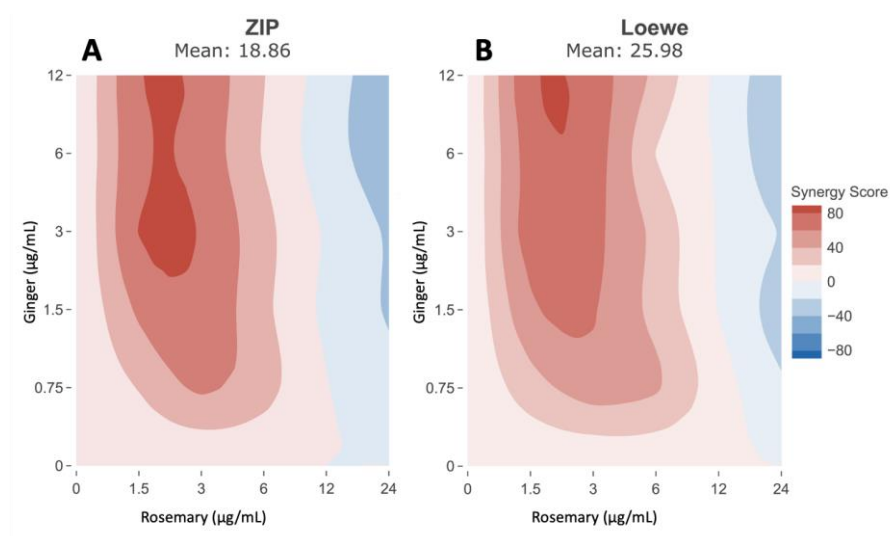 A
ZIP
Mean: 18.86
12
6
3
1.5
0.75
0
Ginger (µg/mL)
0 1.5 3 6 12 24
Rosemary (µg/mL)
B
Loewe
Mean: 25.98
12
6
3
1.5
0.75
0
Ginger (µg/mL)
0 1.5 3 6 12 24
Rosemary (µg/mL)
Synergy Score
80
40
0
−40
−80